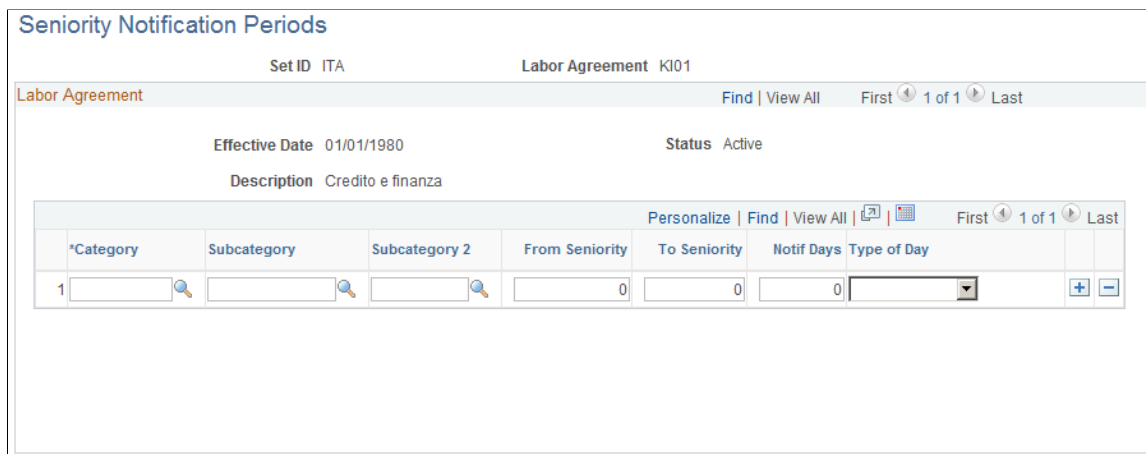 Seniority Notification Periods
Set ID ITA Labor Agreement KI01
Labor Agreement Find | View All First 1 of 1 Last
Effective Date 01/01/1980 Status Active
Description Credito e finanza
Personalize | Find | View All | | First 1 of 1 Last
*Category Subcategory Subcategory 2 From Seniority To Seniority Notif Days Type of Day
1 0 0 0